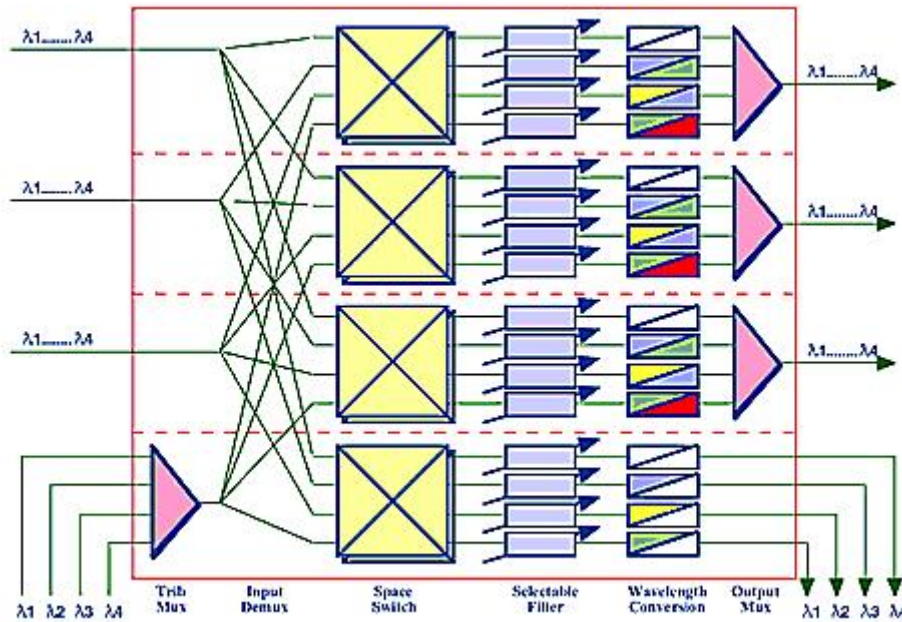 λ1........λ4
λ1........λ4
λ1........λ4
λ1........λ4
λ1........λ4
λ1........λ4
λ1 λ2 λ3 λ4
Trib Mux
Input Demux
Space Switch
Selectable Filter
Wavelength Conversion
Output Mux
λ1 λ2 λ3 λ4